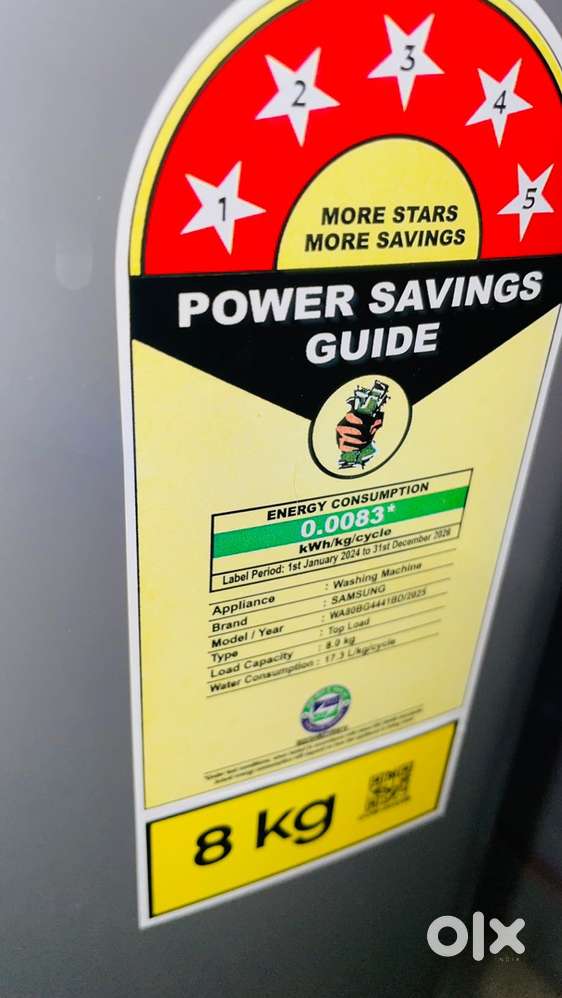 1 2 3 4 5
MORE STARS
MORE SAVINGS
POWER SAVINGS
GUIDE
ENERGY CONSUMPTION
0.0083*
kWh/kg/cycle
Label Period: 1st January 2024 to 31st December 2026
Appliance : Washing Machine
Brand : SAMSUNG
Model / Year : WA80BG4441BD/2025
Type : Top Load
Load Capacity : 8.0 kg
Water Consumption : 17.3 L/kg/cycle
8 kg
olx
INDIA